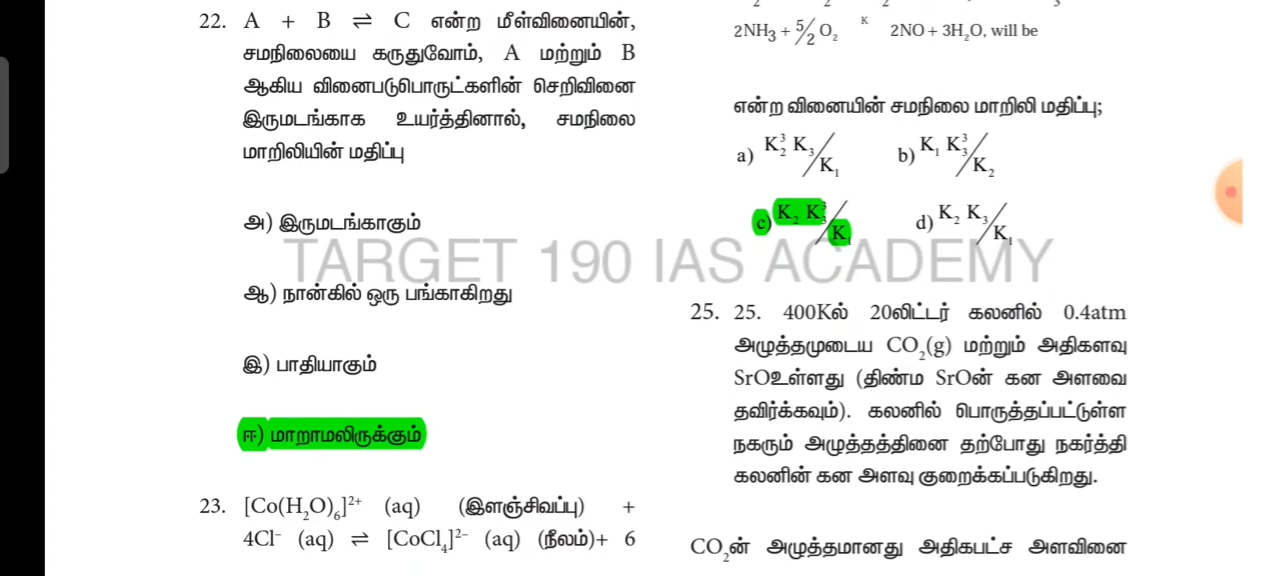 22. A + B ⇌ C என்ற மீள்வினையின்,
சமநிலையை கருதுவோம், A மற்றும் B
ஆகிய வினைபடுபொருட்களின் செறிவினை
இருமடங்காக உயர்த்தினால், சமநிலை
மாறிலியின் மதிப்பு
அ) இருமடங்காகும்
ஆ) நான்கில் ஒரு பங்காகிறது
இ) பாதியாகும்
ஈ) மாறாமலிருக்கும்
23. [Co(H₂O)₆]²⁺ (aq) (இளஞ்சிவப்பு) +
4Cl⁻ (aq) ⇌ [CoCl₄]²⁻ (aq) (நீலம்)+ 6
2NH₃ + ⁵⁄₂ O₂ K 2NO + 3H₂O, will be
என்ற வினையின் சமநிலை மாறிலி மதிப்பு;
a) K₂³ K₃/K₁ b) K₁ K₃³/K₂
c) K₂ K₃³/K₁ d) K₂ K₃/K₁
TARGET 190 IAS ACADEMY
25. 25. 400Kல் 20லிட்டர் கலனில் 0.4atm
அழுத்தமுடைய CO₂(g) மற்றும் அதிகளவு
SrOஉள்ளது (திண்ம SrOன் கன அளவை
தவிர்க்கவும்). கலனில் பொருத்தப்பட்டுள்ள
நகரும் அழுத்தத்தினை தற்போது நகர்த்தி
கலனின் கன அளவு குறைக்கப்படுகிறது.
CO₂ன் அழுத்தமானது அதிகபட்ச அளவினை